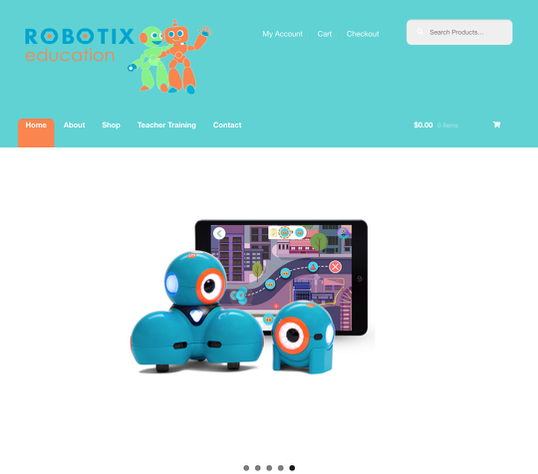 ROBOTIX
education
My Account Cart Checkout
Search Products...
Home About Shop Teacher Training Contact
$0.00 0 items